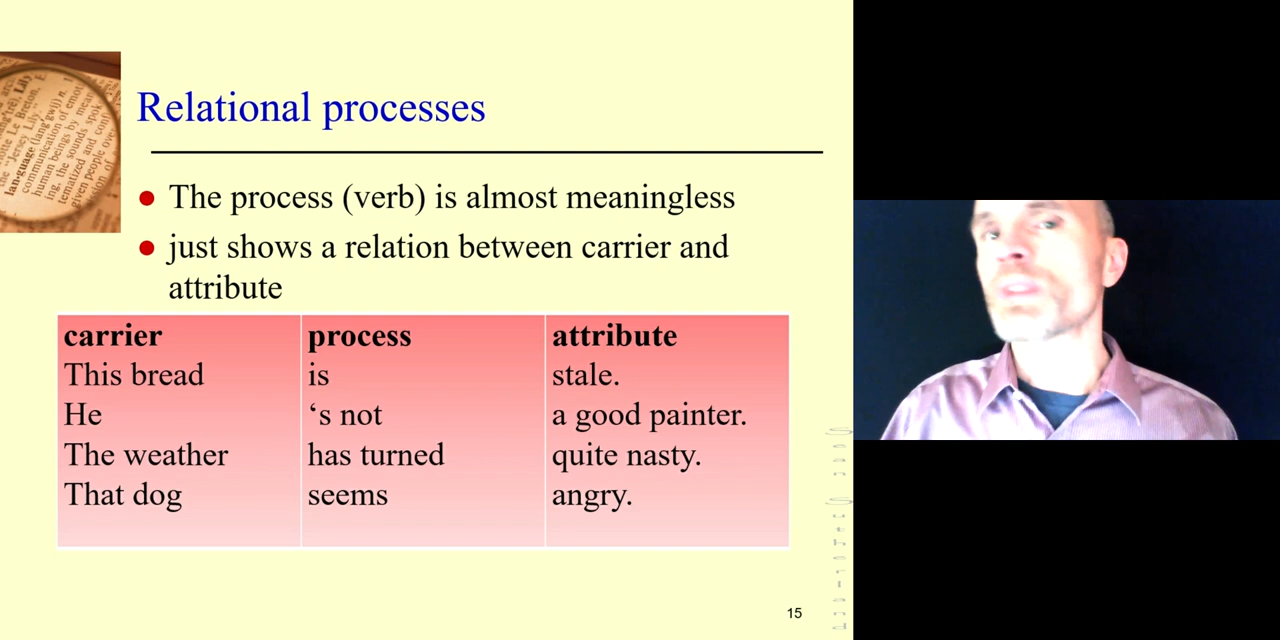 Relational processes
The process (verb) is almost meaningless
just shows a relation between carrier and
attribute
carrier process attribute
This bread is stale.
He ‘s not a good painter.
The weather has turned quite nasty.
That dog seems angry.
15